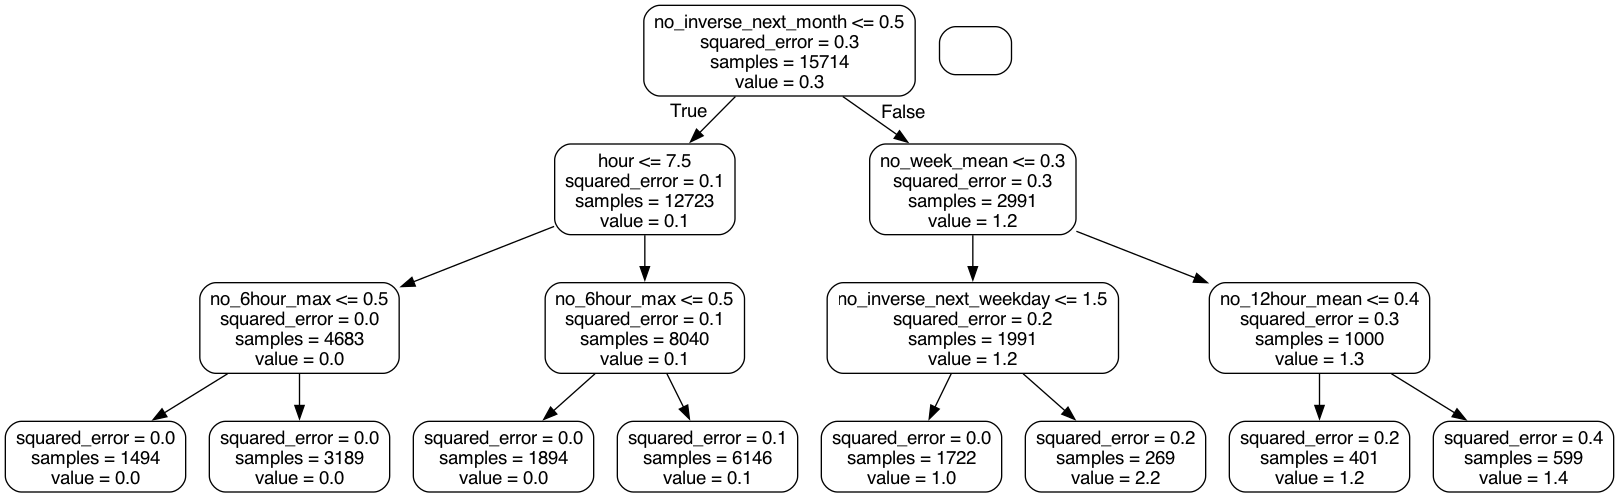 no_inverse_next_month <= 0.5
squared_error = 0.3
samples = 15714
value = 0.3
True
False
hour <= 7.5
squared_error = 0.1
samples = 12723
value = 0.1
no_week_mean <= 0.3
squared_error = 0.3
samples = 2991
value = 1.2
no_6hour_max <= 0.5
squared_error = 0.0
samples = 4683
value = 0.0
no_6hour_max <= 0.5
squared_error = 0.1
samples = 8040
value = 0.1
no_inverse_next_weekday <= 1.5
squared_error = 0.2
samples = 1991
value = 1.2
no_12hour_mean <= 0.4
squared_error = 0.3
samples = 1000
value = 1.3
squared_error = 0.0
samples = 1494
value = 0.0
squared_error = 0.0
samples = 3189
value = 0.0
squared_error = 0.0
samples = 1894
value = 0.0
squared_error = 0.1
samples = 6146
value = 0.1
squared_error = 0.0
samples = 1722
value = 1.0
squared_error = 0.2
samples = 269
value = 2.2
squared_error = 0.2
samples = 401
value = 1.2
squared_error = 0.4
samples = 599
value = 1.4